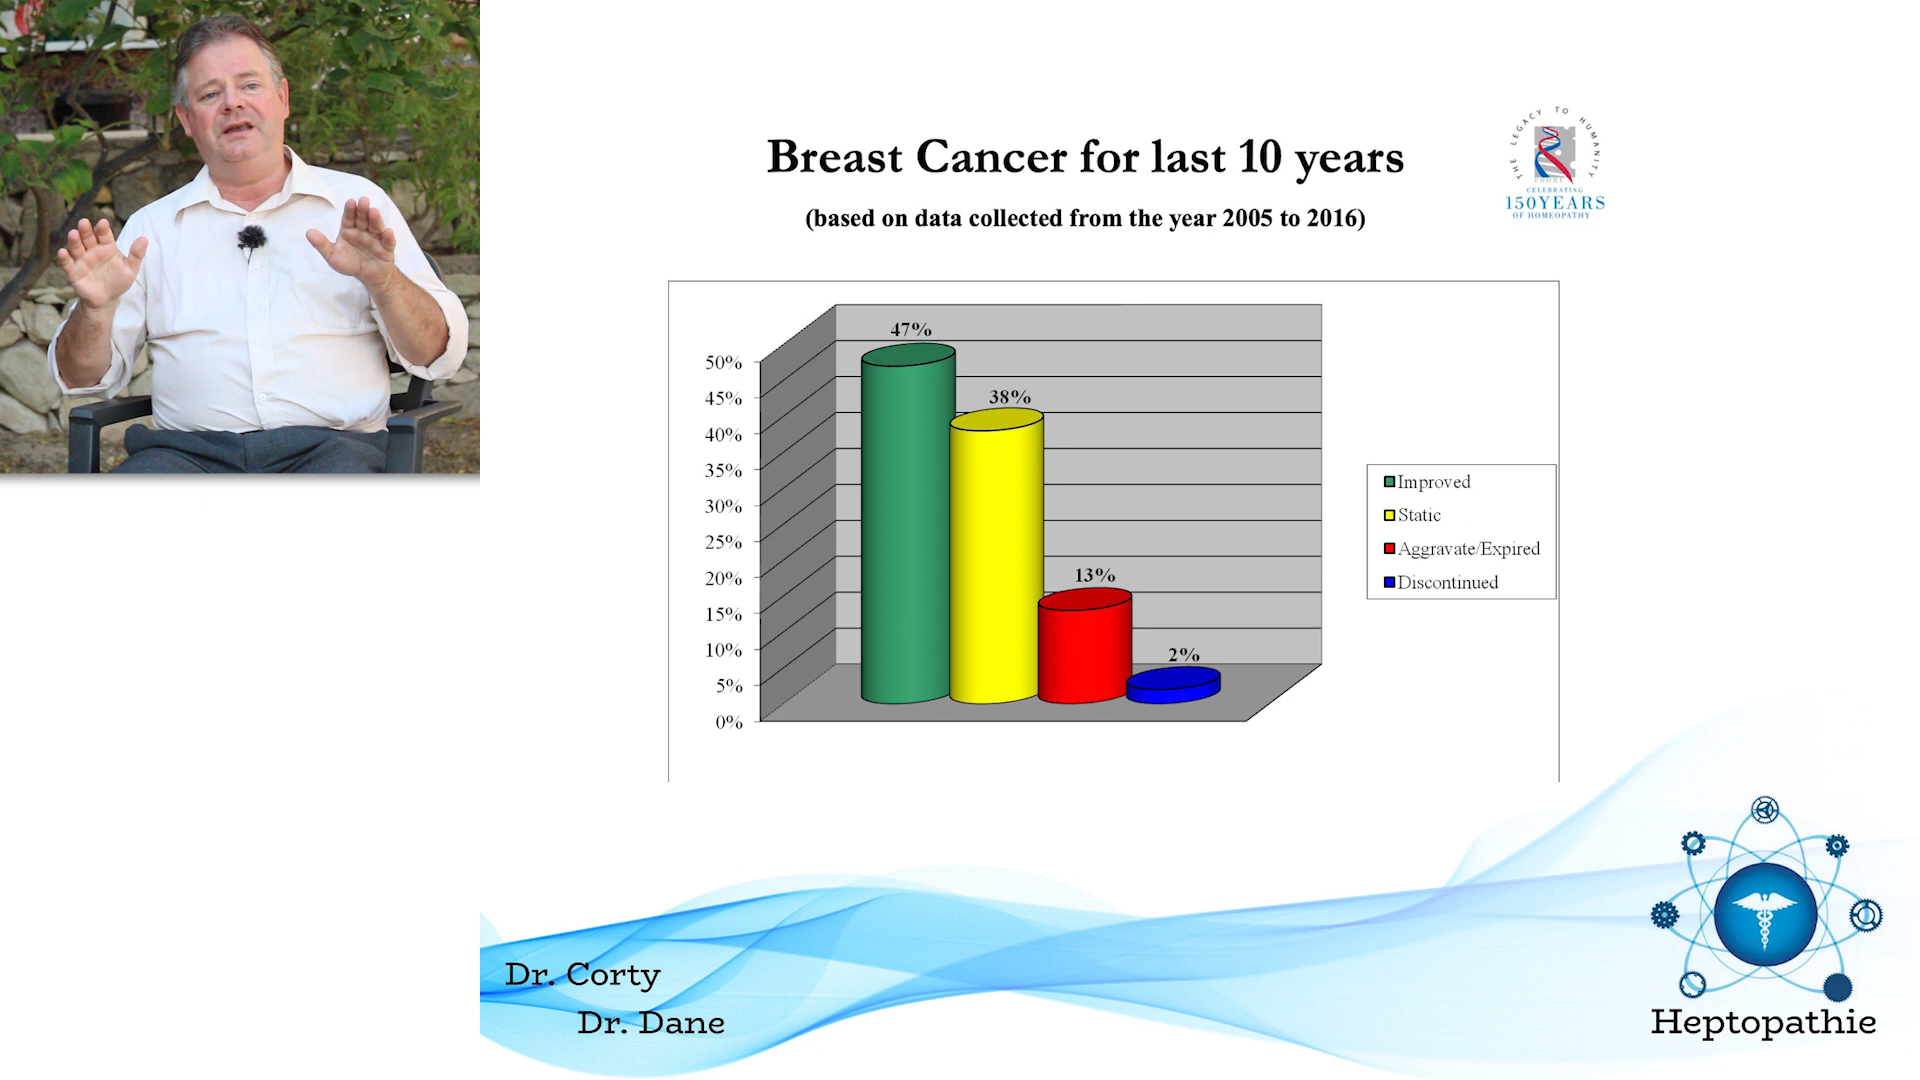 Breast Cancer for last 10 years
(based on data collected from the year 2005 to 2016)
THE LEGACY TO HUMANITY
CELEBRATING
150YEARS
OF HOMEOPATHY
47%
38%
13%
2%
50%
45%
40%
35%
30%
25%
20%
15%
10%
5%
0%
Improved
Static
Aggravate/Expired
Discontinued
Dr. Corty
Dr. Dane
Heptopathie